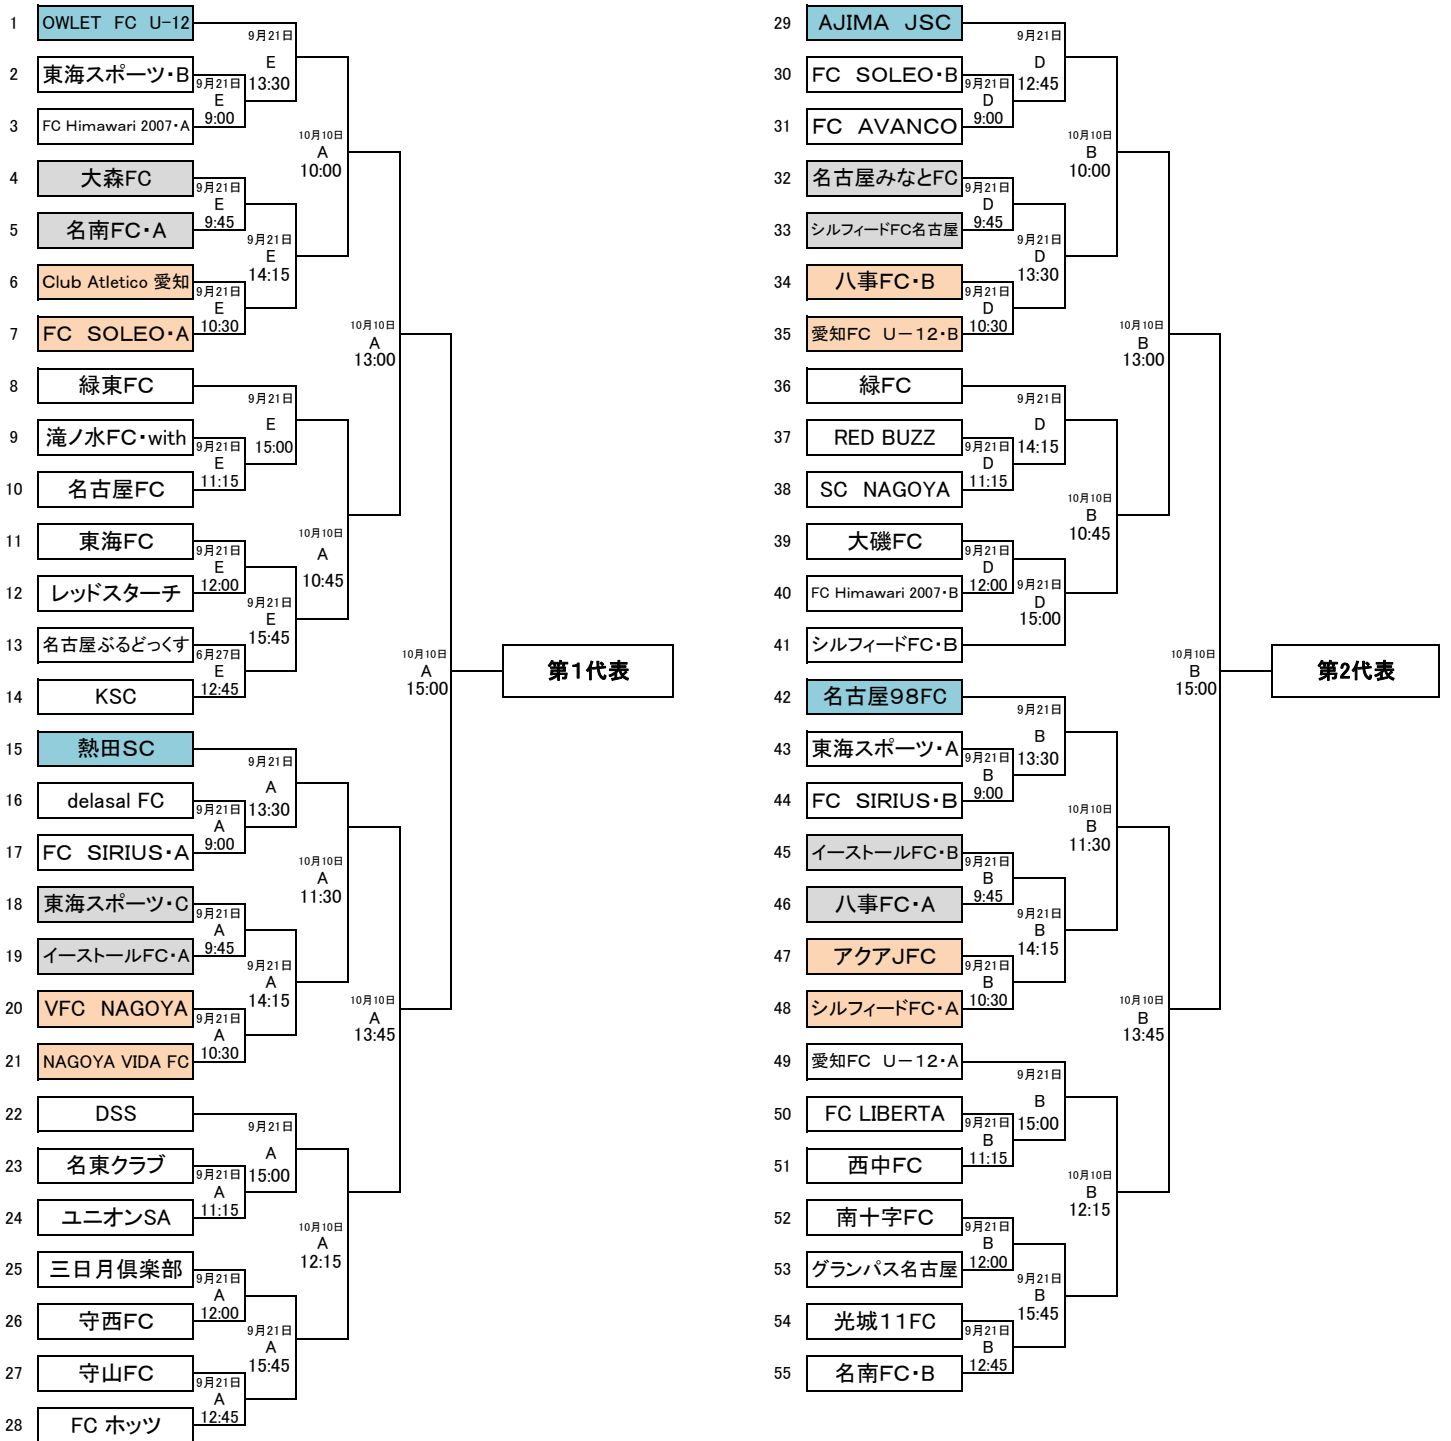 1 OWLET FC U-12
9月21日
E
13:30
2 東海スポーツ・B
9月21日
E
9:00
3 FC Himawari 2007・A
10月10日
A
10:00
4 大森FC
9月21日
E
9:45
5 名南FC・A
9月21日
E
14:15
6 Club Atletico 愛知
9月21日
E
10:30
7 FC SOLEO・A
10月10日
A
13:00
8 緑東FC
9月21日
E
15:00
9 滝ノ水FC・with
9月21日
E
11:15
10 名古屋FC
10月10日
A
10:45
11 東海FC
9月21日
E
12:00
12 レッドスターチ
9月21日
E
15:45
13 名古屋ぶるどっくす
6月27日
E
12:45
14 KSC
10月10日
A
15:00
第1代表
15 熱田SC
9月21日
A
13:30
16 delasal FC
9月21日
A
9:00
17 FC SIRIUS・A
10月10日
A
11:30
18 東海スポーツ・C
9月21日
A
9:45
19 イーストールFC・A
9月21日
A
14:15
20 VFC NAGOYA
9月21日
A
10:30
21 NAGOYA VIDA FC
10月10日
A
13:45
22 DSS
9月21日
A
15:00
23 名東クラブ
9月21日
A
11:15
24 ユニオンSA
10月10日
A
12:15
25 三日月倶楽部
9月21日
A
12:00
26 守西FC
9月21日
A
15:45
27 守山FC
9月21日
A
12:45
28 FC ホッツ
29 AJIMA JSC
9月21日
D
12:45
30 FC SOLEO・B
9月21日
D
9:00
31 FC AVANCO
10月10日
B
10:00
32 名古屋みなとFC
9月21日
D
9:45
33 シルフィードFC名古屋
9月21日
D
13:30
34 八事FC・B
9月21日
D
10:30
35 愛知FC U－12・B
10月10日
B
13:00
36 緑FC
9月21日
D
14:15
37 RED BUZZ
9月21日
D
11:15
38 SC NAGOYA
10月10日
B
10:45
39 大磯FC
9月21日
D
12:00
40 FC Himawari 2007・B
9月21日
D
15:00
41 シルフィードFC・B
10月10日
B
15:00
第2代表
42 名古屋98FC
9月21日
B
13:30
43 東海スポーツ・A
9月21日
B
9:00
44 FC SIRIUS・B
10月10日
B
11:30
45 イーストールFC・B
9月21日
B
9:45
46 八事FC・A
9月21日
B
14:15
47 アクアJFC
9月21日
B
10:30
48 シルフィードFC・A
10月10日
B
13:45
49 愛知FC U－12・A
9月21日
B
15:00
50 FC LIBERTA
9月21日
B
11:15
51 西中FC
10月10日
B
12:15
52 南十字FC
9月21日
B
12:00
53 グランパス名古屋
9月21日
B
15:45
54 光城11FC
9月21日
B
12:45
55 名南FC・B